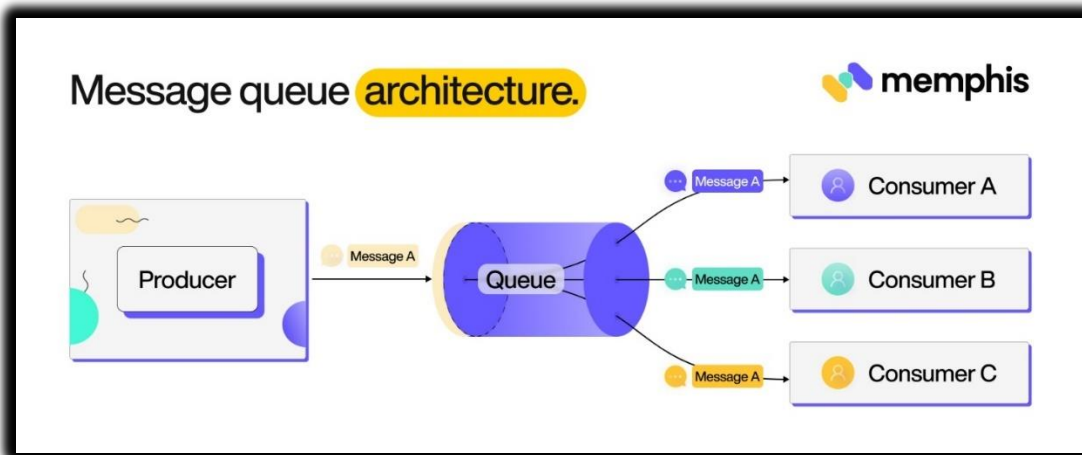 Message queue architecture.
memphis
Producer
Message A
Queue
Message A
Consumer A
Message A
Consumer B
Message A
Consumer C